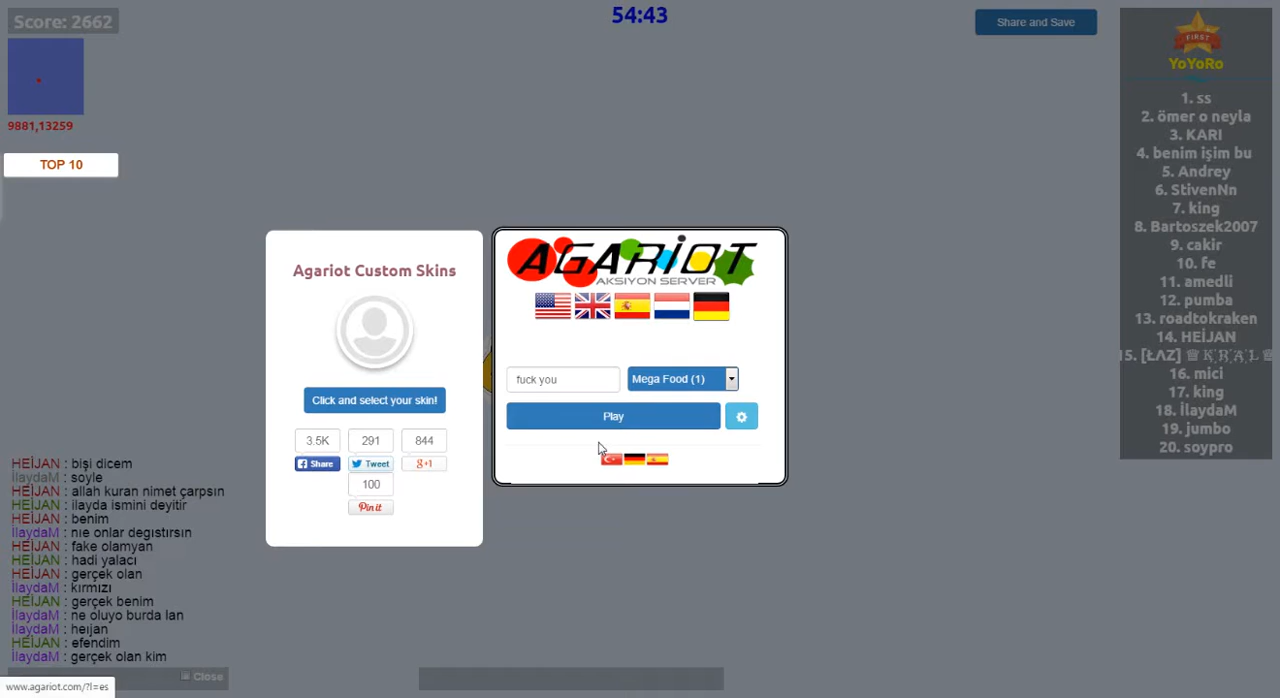 Score: 2662
54:43
Share and Save
9881,13259
TOP 10
FIRST
YoYoRo
1. ss
2. ömer o neyla
3. KARI
4. benim işim bu
5. Andrey
6. StivenNn
7. king
8. Bartoszek2007
9. cakir
10. fe
11. amedli
12. pumba
13. roadtokraken
14. HEİJAN
15. [ŁΛZ] ♕ K R A L ♕
16. mici
17. king
18. İlaydaM
19. jumbo
20. soypro
Agariot Custom Skins
Click and select your skin!
3.5K 291 844
Share Tweet g+1
100
Pin it
AGARiOT
AKSIYON SERVER
fuck you Mega Food (1)
Play
HEİJAN : bişi dicem
İlaydaM : soyle
HEİJAN : allah kuran nimet çarpsın
HEİJAN : ilayda ismini deyitir
HEİJAN : benim
İlaydaM : nıe onlar degıstırsın
HEİJAN : fake olamyan
HEİJAN : hadi yalacı
HEİJAN : gerçek olan
İlaydaM : kırmızı
HEİJAN : gerçek benim
İlaydaM : ne oluyo burda lan
İlaydaM : heıjan
HEİJAN : efendim
İlaydaM : gerçek olan kim
Close
www.agariot.com/?l=es